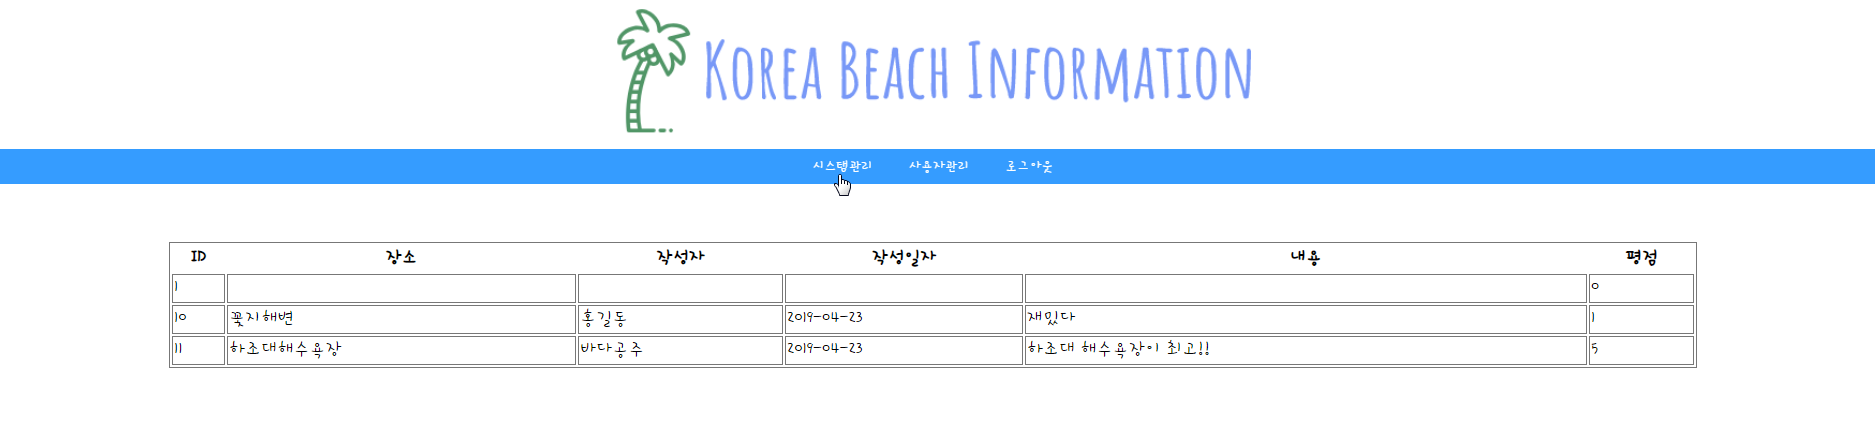 KOREA BEACH INFORMATION
시스템관리 사용자관리 로그아웃
ID 장소 작성자 작성일자 내용 평점
1 0
10 꽃지해변 홍길동 2019-04-23 재밌다 1
11 하조대해수욕장 바다공주 2019-04-23 하조대 해수욕장이 최고!! 5